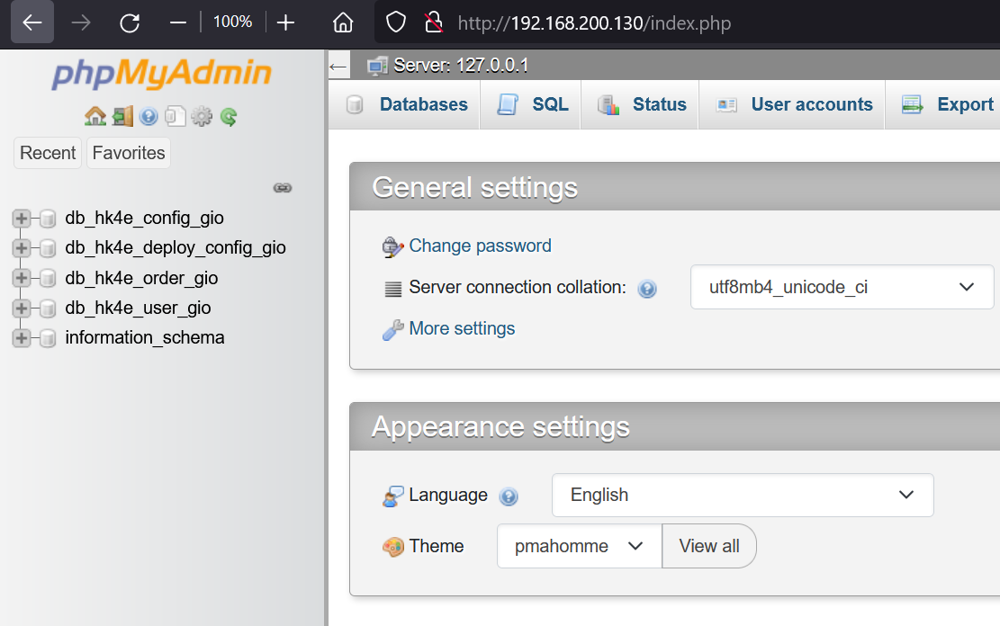 100%
http://192.168.200.130/index.php
phpMyAdmin
Recent Favorites
db_hk4e_config_gio
db_hk4e_deploy_config_gio
db_hk4e_order_gio
db_hk4e_user_gio
information_schema
Server: 127.0.0.1
Databases SQL Status User accounts Export
General settings
Change password
Server connection collation: utf8mb4_unicode_ci
More settings
Appearance settings
Language English
Theme pmahomme View all